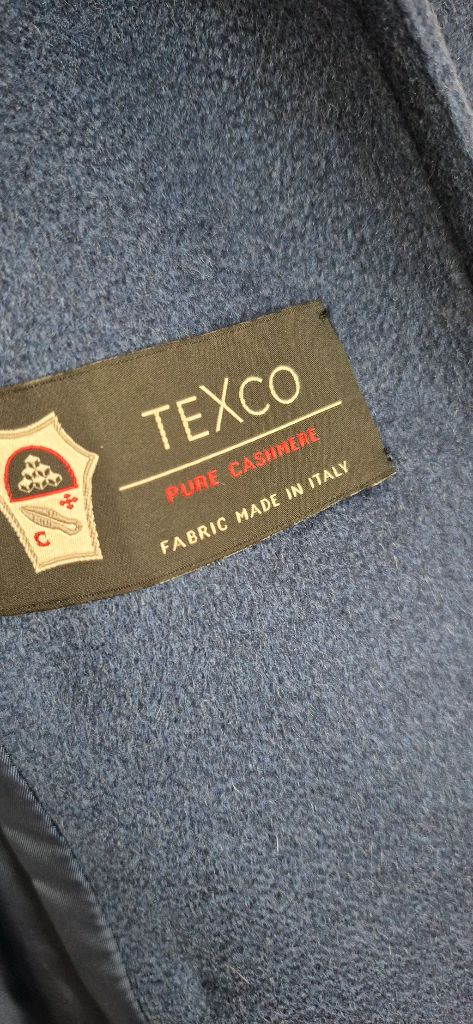 TEXCO
PURE CASHMERE
FABRIC MADE IN ITALY
C